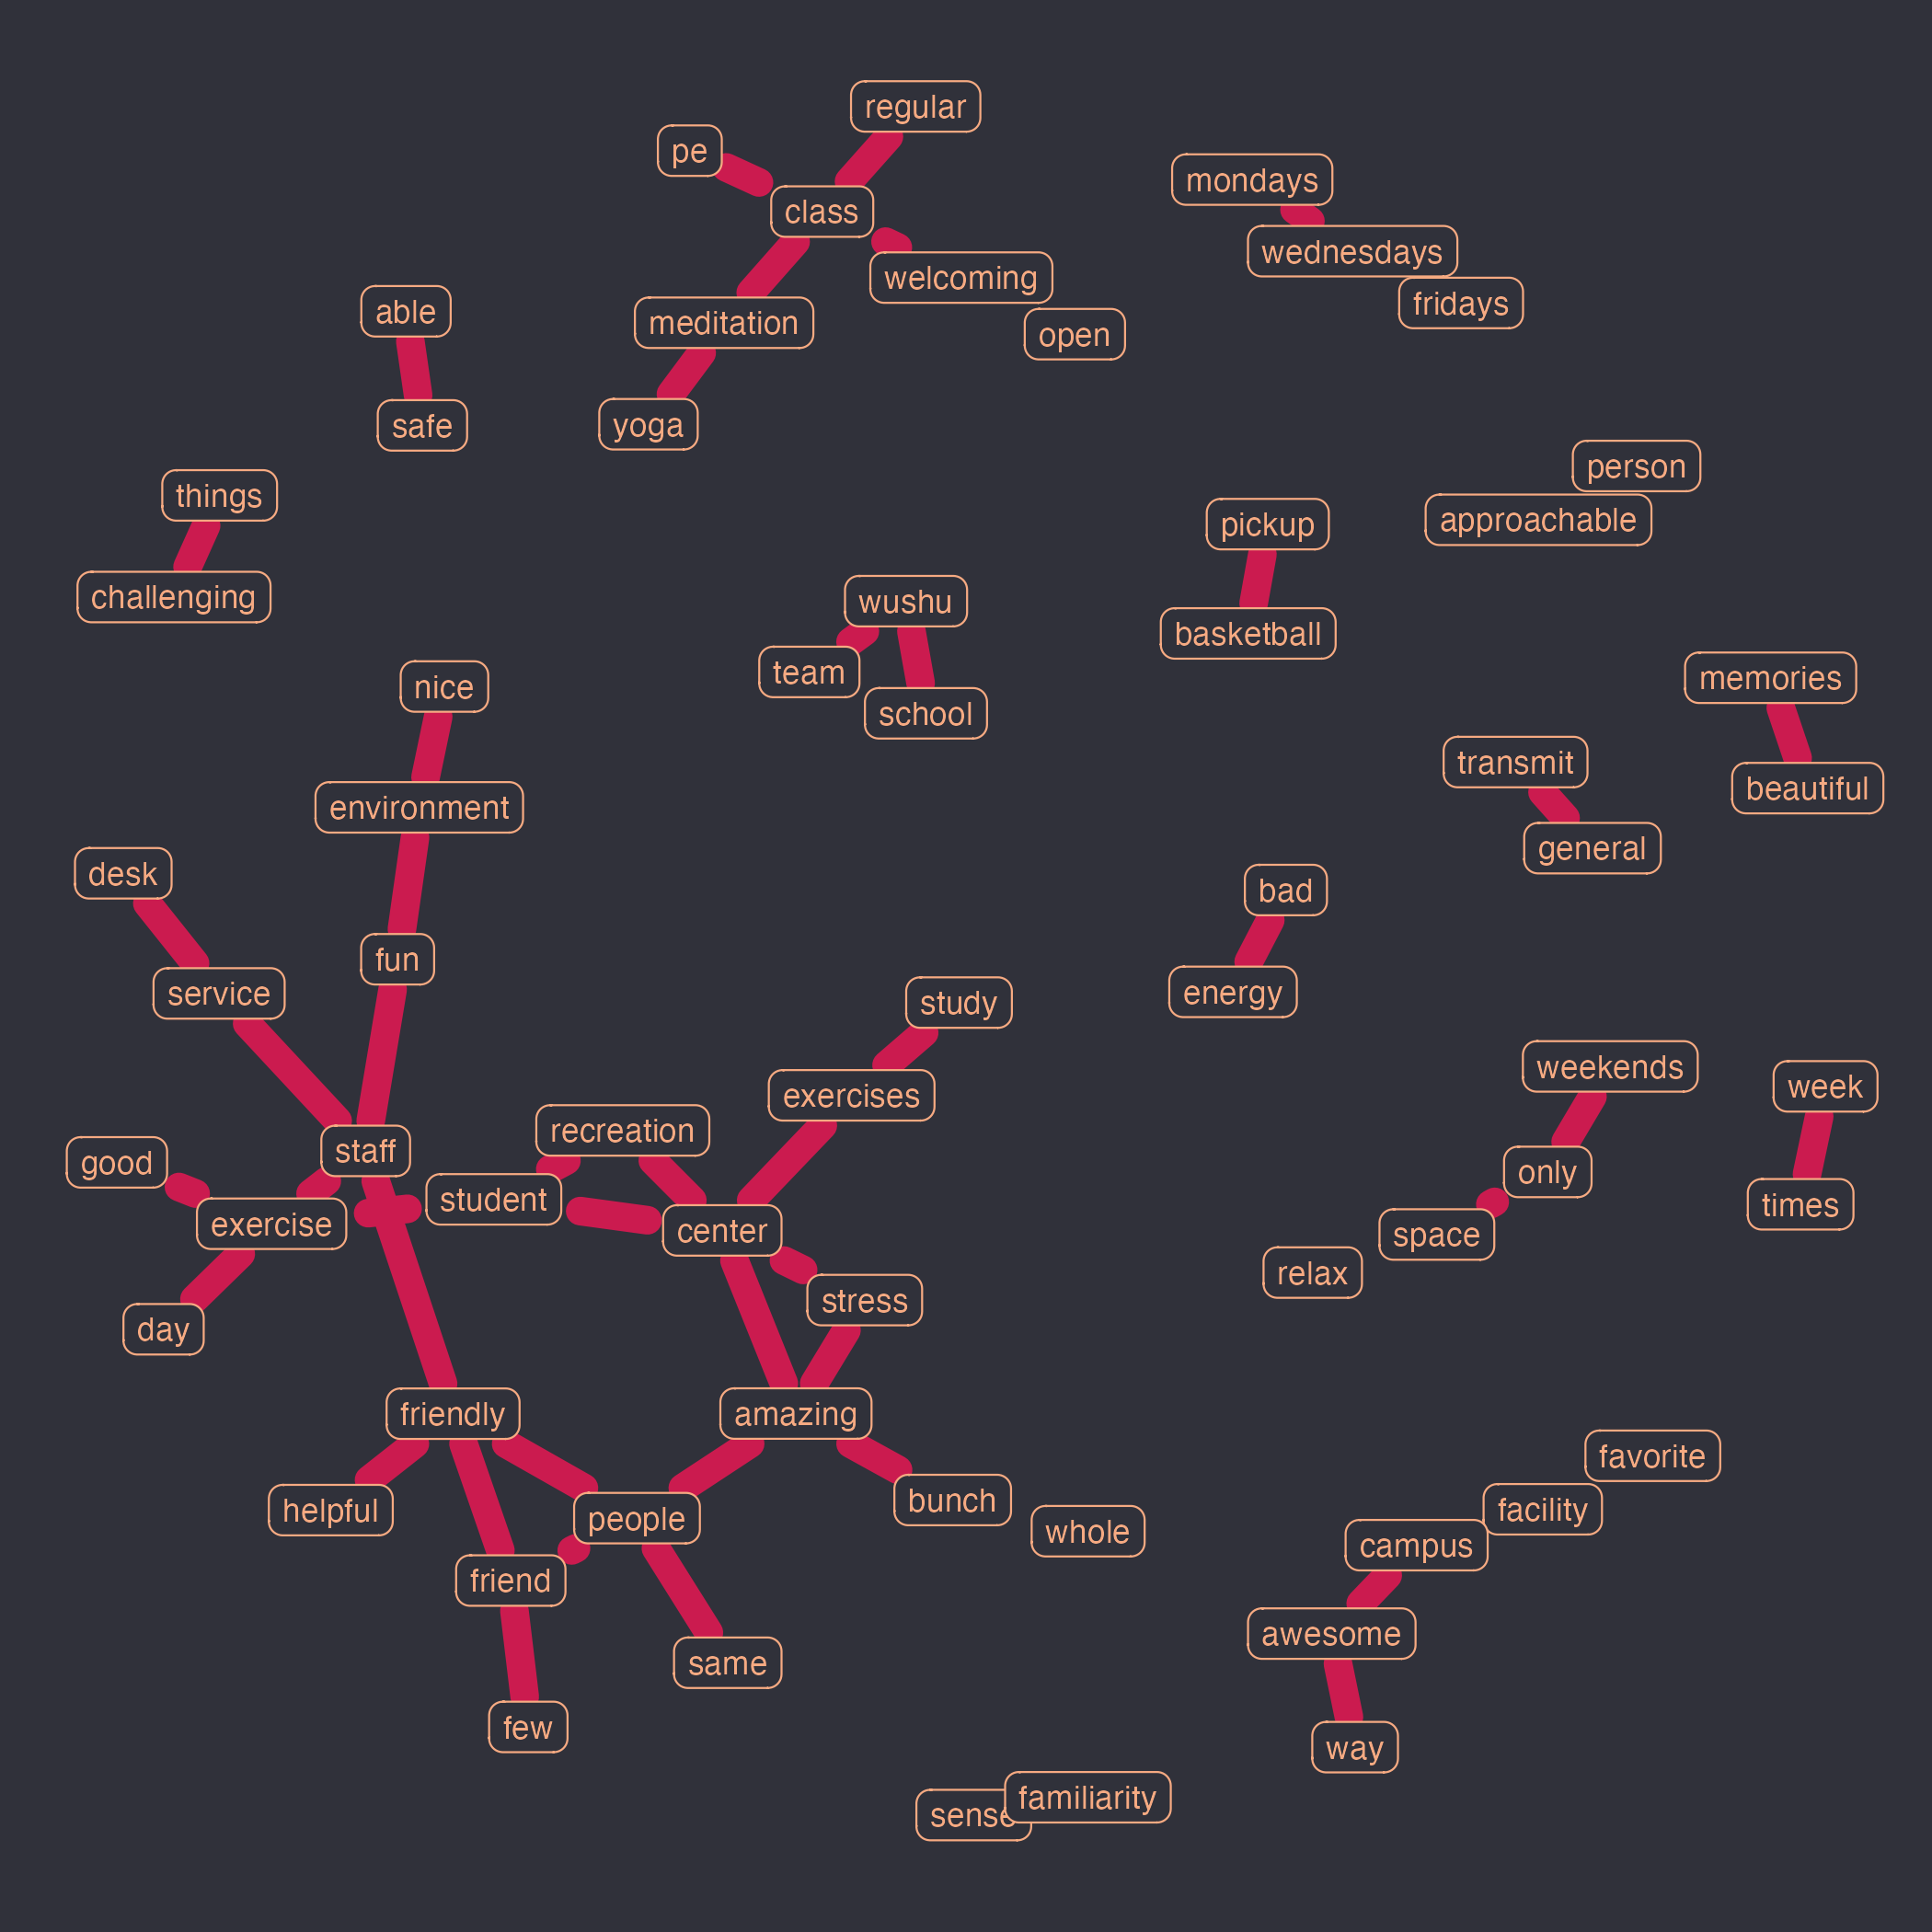 regular
pe
mondays
class
wednesdays
welcoming
fridays
able
meditation
open
safe
yoga
person
things
approachable
pickup
challenging
wushu
basketball
team
memories
nice
school
transmit
beautiful
environment
general
desk
bad
fun
service
energy
study
weekends
week
exercises
recreation
staff
good
only
student
times
exercise
center
space
relax
stress
day
friendly
amazing
favorite
bunch
helpful
facility
people
whole
campus
friend
awesome
same
few
way
familiarity
sense